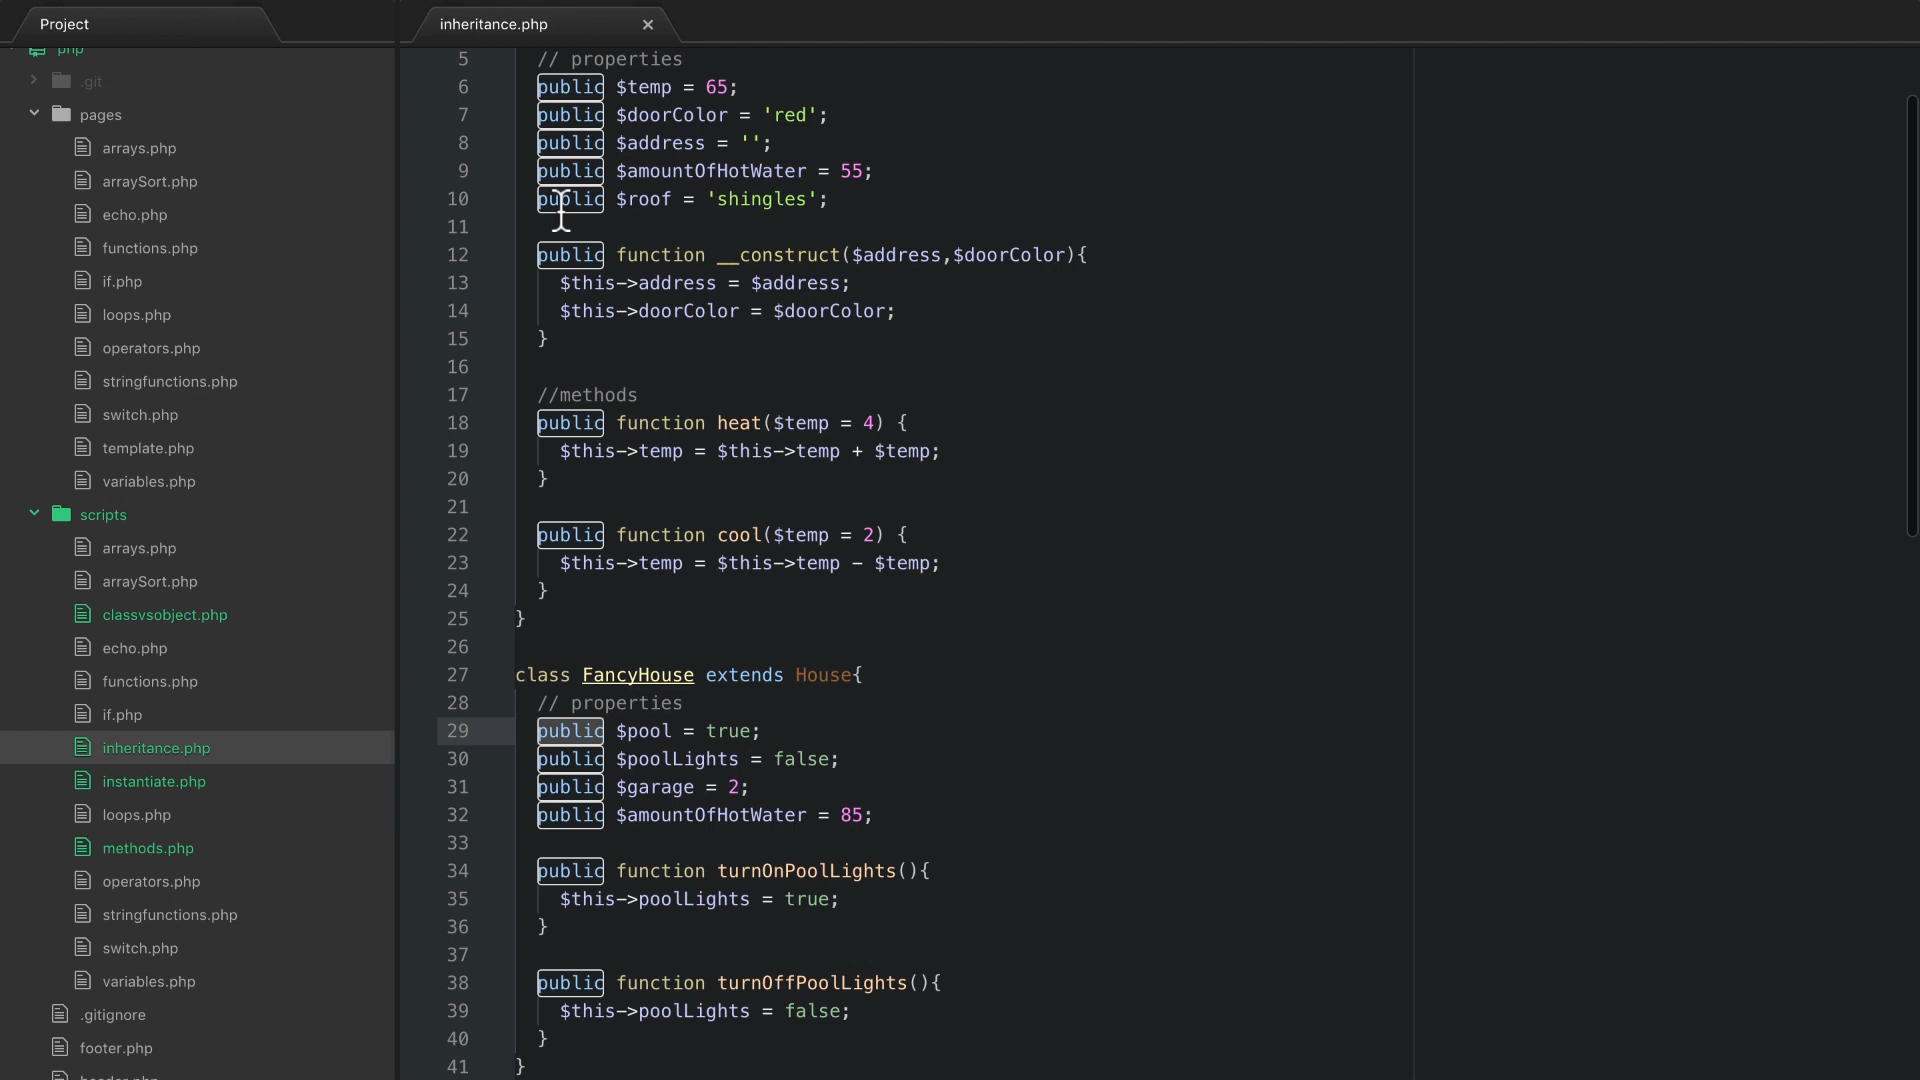 Project
inheritance.php
php
.git
pages
arrays.php
arraySort.php
echo.php
functions.php
if.php
loops.php
operators.php
stringfunctions.php
switch.php
template.php
variables.php
scripts
arrays.php
arraySort.php
classvsobject.php
echo.php
functions.php
if.php
inheritance.php
instantiate.php
loops.php
methods.php
operators.php
stringfunctions.php
switch.php
variables.php
.gitignore
footer.php
header.php
5 // properties
6 public $temp = 65;
7 public $doorColor = 'red';
8 public $address = '';
9 public $amountOfHotWater = 55;
10 public $roof = 'shingles';
11
12 public function __construct($address,$doorColor){
13 $this->address = $address;
14 $this->doorColor = $doorColor;
15 }
16
17 //methods
18 public function heat($temp = 4) {
19 $this->temp = $this->temp + $temp;
20 }
21
22 public function cool($temp = 2) {
23 $this->temp = $this->temp - $temp;
24 }
25 }
26
27 class FancyHouse extends House{
28 // properties
29 public $pool = true;
30 public $poolLights = false;
31 public $garage = 2;
32 public $amountOfHotWater = 85;
33
34 public function turnOnPoolLights(){
35 $this->poolLights = true;
36 }
37
38 public function turnOffPoolLights(){
39 $this->poolLights = false;
40 }
41 }